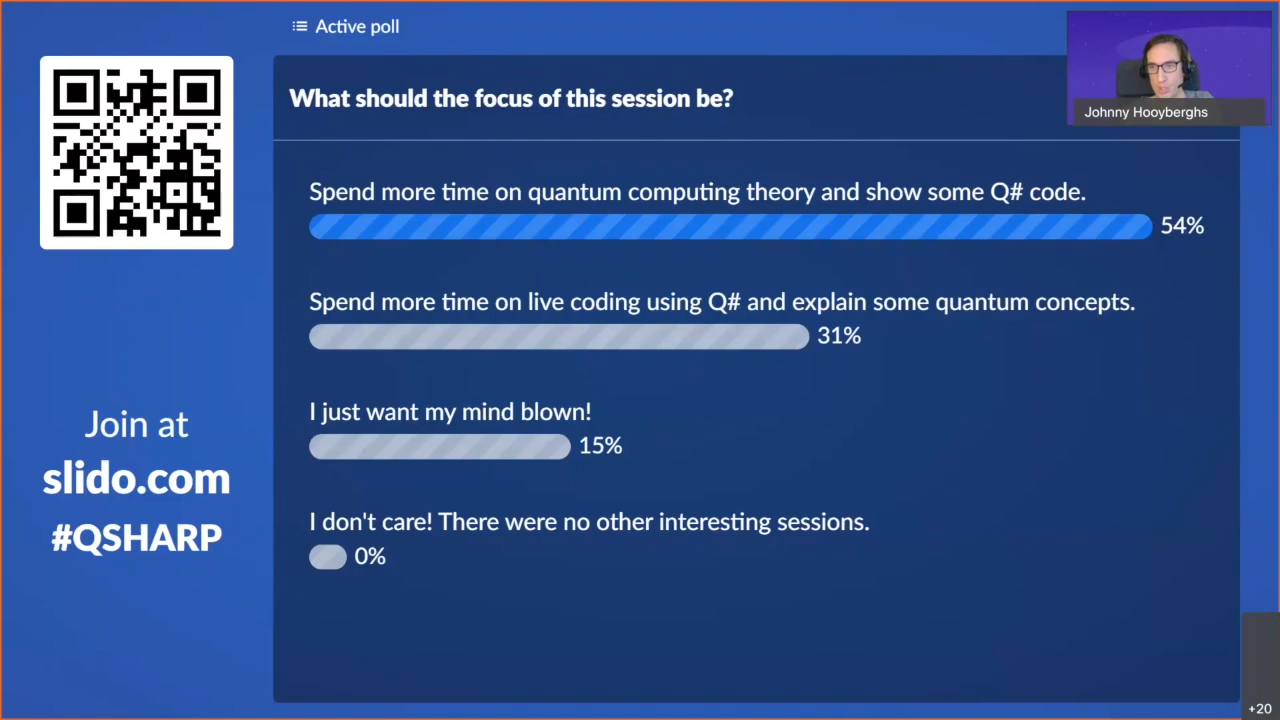 Active poll
What should the focus of this session be?
Johnny Hooyberghs
Spend more time on quantum computing theory and show some Q# code.
54%
Spend more time on live coding using Q# and explain some quantum concepts.
31%
I just want my mind blown!
15%
I don't care! There were no other interesting sessions.
0%
Join at
slido.com
#QSHARP
+20